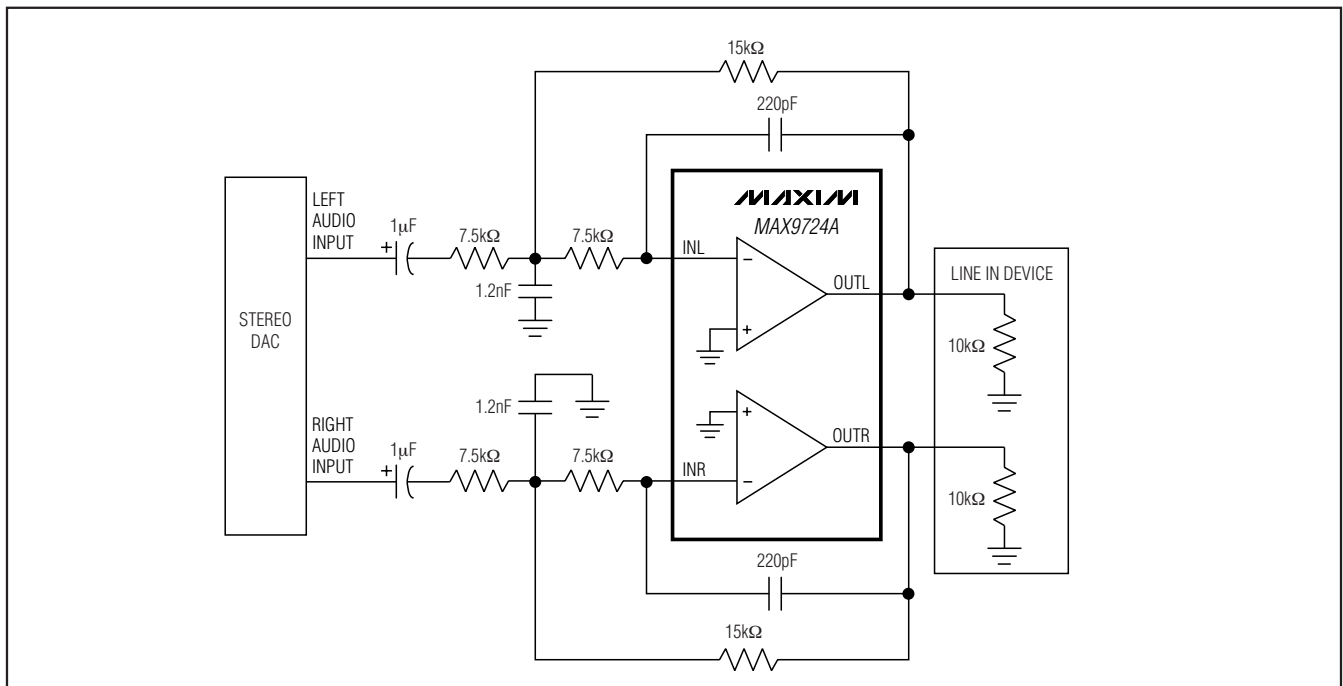 15kΩ
220pF
MAXIM
MAX9724A
LEFT
AUDIO
INPUT
1µF
+
7.5kΩ
7.5kΩ
INL
−
+
OUTL
1.2nF
LINE IN DEVICE
10kΩ
STEREO
DAC
1.2nF
RIGHT
AUDIO
INPUT
1µF
+
7.5kΩ
7.5kΩ
INR
+
−
OUTR
10kΩ
220pF
15kΩ